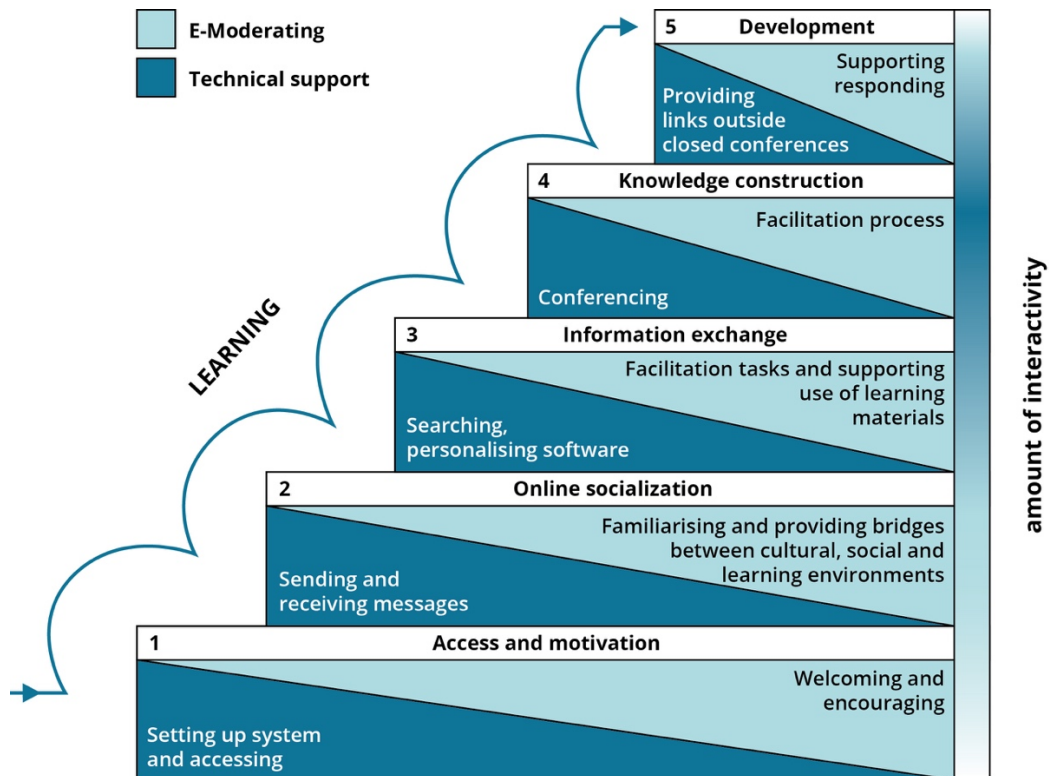 E-Moderating
Technical support
LEARNING
5 Development
Supporting
responding
Providing
links outside
closed conferences
4 Knowledge construction
Facilitation process
Conferencing
3 Information exchange
Facilitation tasks and supporting
use of learning
materials
Searching,
personalising software
2 Online socialization
Familiarising and providing bridges
between cultural, social and
learning environments
Sending and
receiving messages
1 Access and motivation
Welcoming and
encouraging
Setting up system
and accessing
amount of interactivity